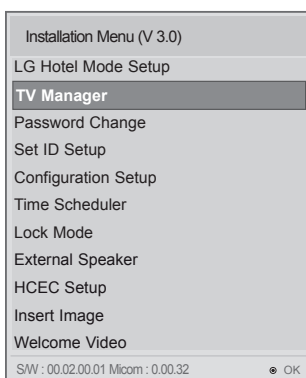 Installation Menu (V 3.0)
LG Hotel Mode Setup
TV Manager
Password Change
Set ID Setup
Configuration Setup
Time Scheduler
Lock Mode
External Speaker
HCEC Setup
Insert Image
Welcome Video
S/W : 00.02.00.01 Micom : 0.00.32 ◉ OK